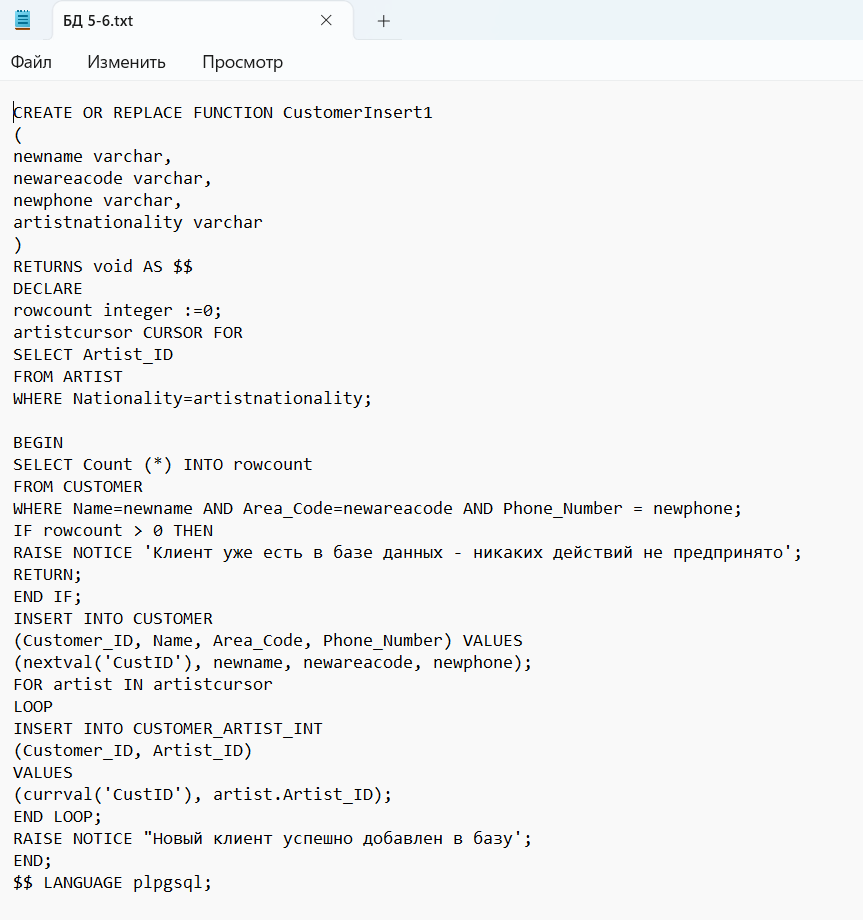 БД 5-6.txt
Файл Изменить Просмотр
CREATE OR REPLACE FUNCTION CustomerInsert1
(
newname varchar,
newareacode varchar,
newphone varchar,
artistnationality varchar
)
RETURNS void AS $$
DECLARE
rowcount integer :=0;
artistcursor CURSOR FOR
SELECT Artist_ID
FROM ARTIST
WHERE Nationality=artistnationality;

BEGIN
SELECT Count (*) INTO rowcount
FROM CUSTOMER
WHERE Name=newname AND Area_Code=newareacode AND Phone_Number = newphone;
IF rowcount > 0 THEN
RAISE NOTICE 'Клиент уже есть в базе данных - никаких действий не предпринято';
RETURN;
END IF;
INSERT INTO CUSTOMER
(Customer_ID, Name, Area_Code, Phone_Number) VALUES
(nextval('CustID'), newname, newareacode, newphone);
FOR artist IN artistcursor
LOOP
INSERT INTO CUSTOMER_ARTIST_INT
(Customer_ID, Artist_ID)
VALUES
(currval('CustID'), artist.Artist_ID);
END LOOP;
RAISE NOTICE "Новый клиент успешно добавлен в базу';
END;
$$ LANGUAGE plpgsql;